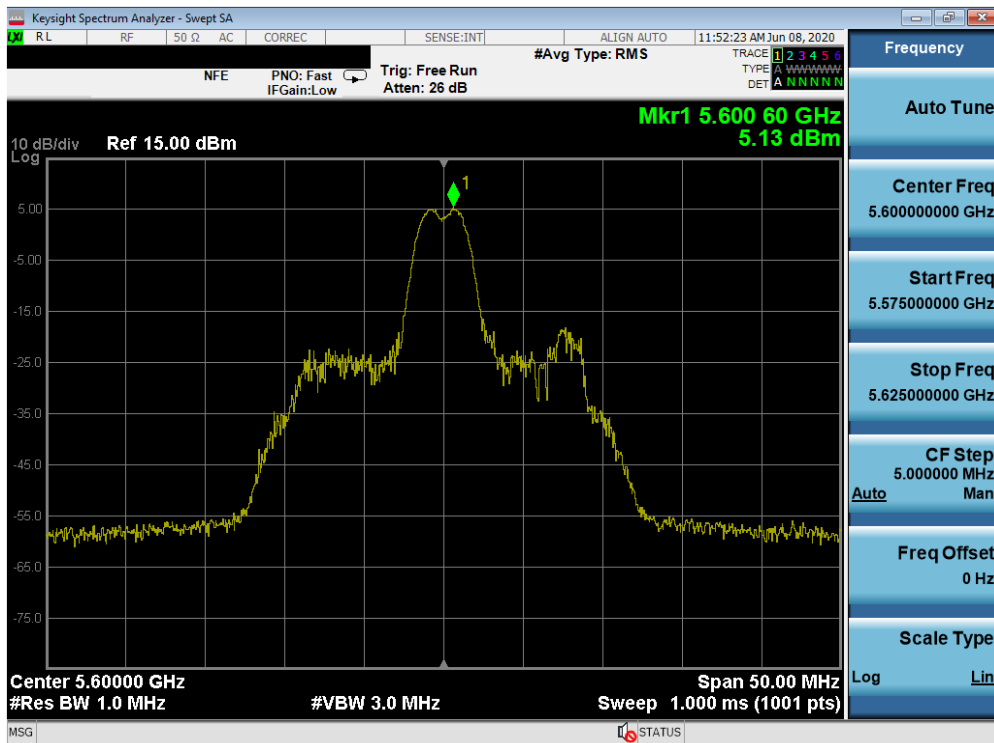 Keysight Spectrum Analyzer - Swept SA
LXI RL RF 50 Ω AC CORREC SENSE:INT ALIGN AUTO 11:52:23 AM Jun 08, 2020
#Avg Type: RMS
TRACE 1 2 3 4 5 6
TYPE A WWWWW
DET A N N N N N
NFE PNO: Fast Trig: Free Run
IFGain:Low Atten: 26 dB
Mkr1 5.600 60 GHz
5.13 dBm
10 dB/div Ref 15.00 dBm
Log
1
5.00
-5.00
-15.0
-25.0
-35.0
-45.0
-55.0
-65.0
-75.0
Center 5.60000 GHz Span 50.00 MHz
#Res BW 1.0 MHz #VBW 3.0 MHz Sweep 1.000 ms (1001 pts)
MSG STATUS
Frequency
Auto Tune
Center Freq
5.600000000 GHz
Start Freq
5.575000000 GHz
Stop Freq
5.625000000 GHz
CF Step
5.000000 MHz
Auto Man
Freq Offset
0 Hz
Scale Type
Log Lin